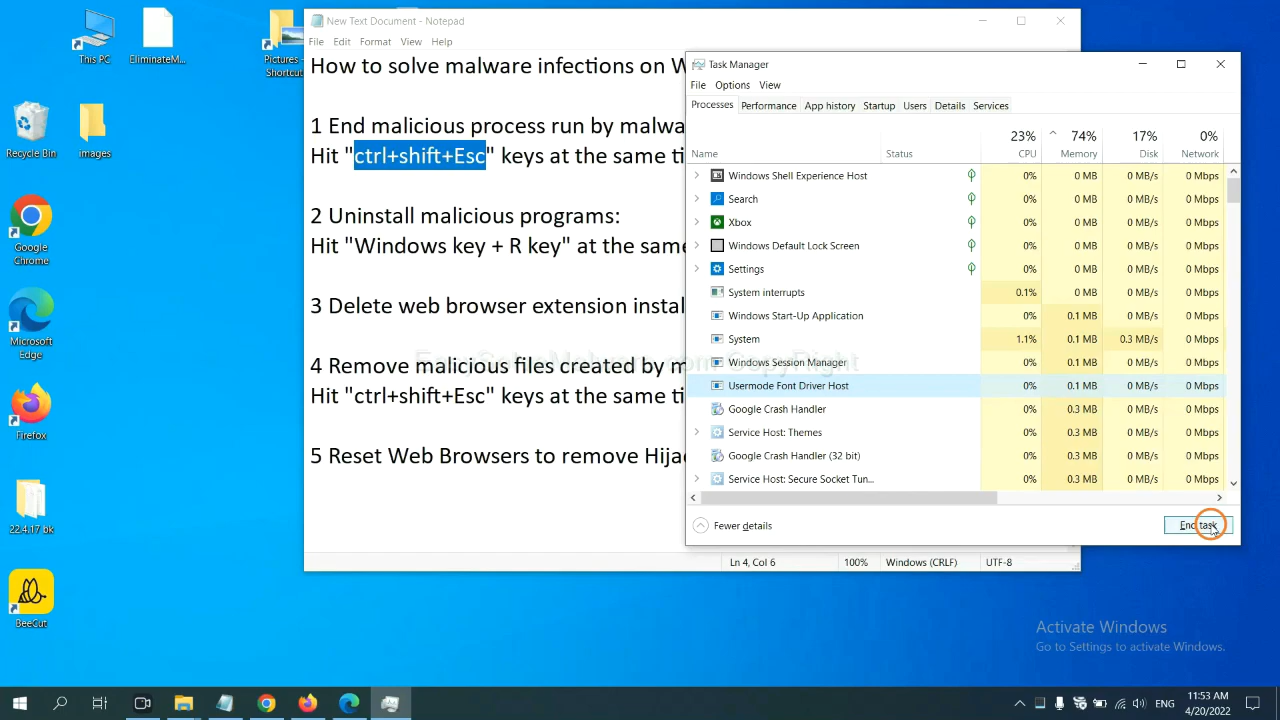 This PC
EliminateM...
Pictures -
Shortcut
Recycle Bin
images
Google
Chrome
Microsoft
Edge
Firefox
22.4.17 bk
BeeCut
New Text Document - Notepad
File Edit Format View Help
How to solve malware infections on W
1 End malicious process run by malwa
Hit "ctrl+shift+Esc" keys at the same ti
2 Uninstall malicious programs:
Hit "Windows key + R key" at the same
3 Delete web browser extension instal
4 Remove malicious files created by m
Hit "ctrl+shift+Esc" keys at the same ti
5 Reset Web Browsers to remove Hijac
Ln 4, Col 6 100% Windows (CRLF) UTF-8
Task Manager
File Options View
Processes Performance App history Startup Users Details Services
23% 74% 17% 0%
Name Status CPU Memory Disk Network
Windows Shell Experience Host 0% 0 MB 0 MB/s 0 Mbps
Search 0% 0 MB 0 MB/s 0 Mbps
Xbox 0% 0 MB 0 MB/s 0 Mbps
Windows Default Lock Screen 0% 0 MB 0 MB/s 0 Mbps
Settings 0% 0 MB 0 MB/s 0 Mbps
System interrupts 0.1% 0 MB 0 MB/s 0 Mbps
Windows Start-Up Application 0% 0.1 MB 0 MB/s 0 Mbps
System 1.1% 0.1 MB 0.3 MB/s 0 Mbps
Windows Session Manager 0% 0.1 MB 0 MB/s 0 Mbps
Usermode Font Driver Host 0% 0.1 MB 0 MB/s 0 Mbps
Google Crash Handler 0% 0.3 MB 0 MB/s 0 Mbps
Service Host: Themes 0% 0.3 MB 0 MB/s 0 Mbps
Google Crash Handler (32 bit) 0% 0.3 MB 0 MB/s 0 Mbps
Service Host: Secure Socket Tun... 0% 0.3 MB 0 MB/s 0 Mbps
Fewer details
End task
Activate Windows
Go to Settings to activate Windows.
ENG
11:53 AM
4/20/2022